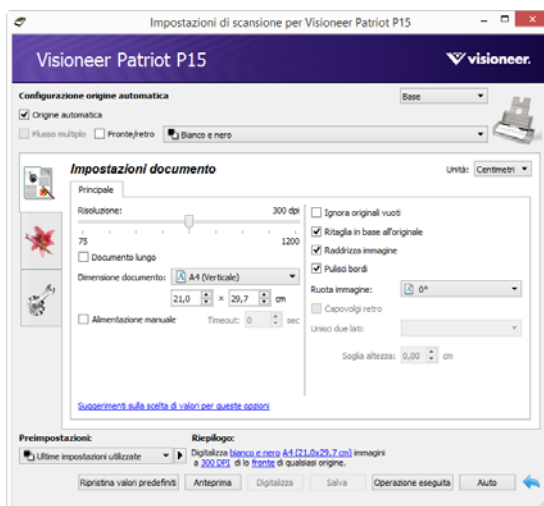 Impostazioni di scansione per Visioneer Patriot P15
Visioneer Patriot P15
visioneer.
Configurazione origine automatica
Base
Origine automatica
Flusso multiplo
Fronte/retro
Bianco e nero
Impostazioni documento
Unità:
Centimetri
Principale
Risoluzione:
300 dpi
75
1200
Documento lungo
Dimensione documento:
A4 (Verticale)
21,0 × 29,7 cm
Alimentazione manuale
Timeout: 0 sec
Ignora originali vuoti
Ritaglia in base all'originale
Raddrizza immagine
Pulisci bordi
Ruota immagine:
0°
Capovolgi retro
Unisci due lati:
Soglia altezza: 0,00 cm
Suggerimenti sulla scelta di valori per queste opzioni
Preimpostazioni:
Ultime impostazioni utilizzate
Riepilogo:
Digitalizza bianco e nero A4 (21.0x29.7 cm) immagini
a 300 DPI di lo fronte di qualsiasi origine.
Ripristina valori predefiniti
Anteprima
Digitalizza
Salva
Operazione eseguita
Aiuto